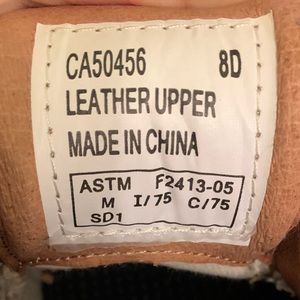 CA50456 8D
LEATHER UPPER
MADE IN CHINA
ASTM F2413-05
M I/75 C/75
SD1